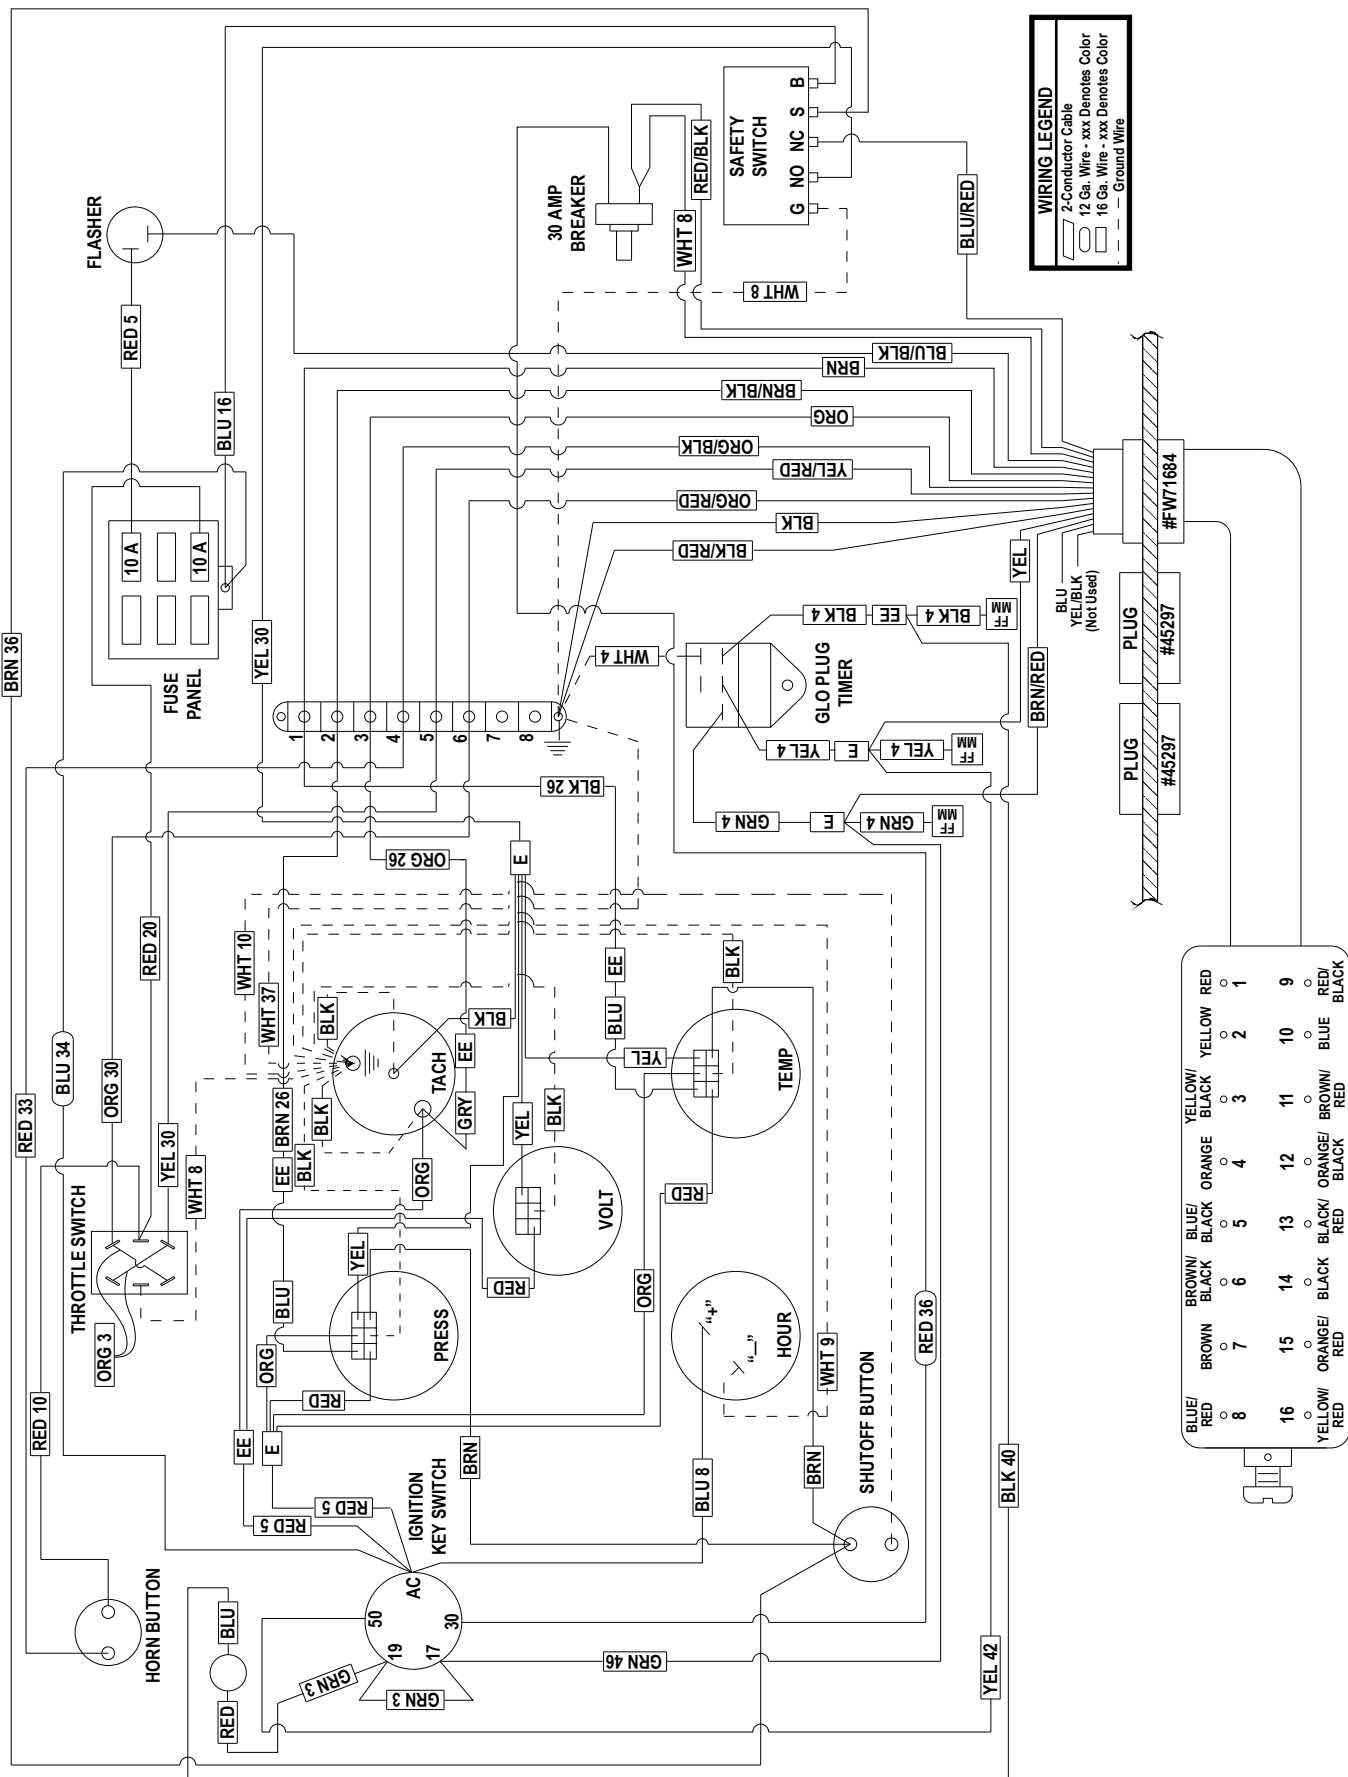 WIRING LEGEND
2-Conductor Cable
12 Ga. Wire - xxx Denotes Color
16 Ga. Wire - xxx Denotes Color
Ground Wire
SAFETY
SWITCH
G
NO
NC
S
B
30 AMP
BREAKER
RED/BLK
WHT 8
WHT 8
BLU/RED
FLASHER
RED 5
BLU 16
10 A
10 A
FUSE
PANEL
BRN 36
YEL 30
BLU/BLK
BRN
BRN/BLK
ORG
ORG/BLK
YEL/RED
ORG/RED
BLK
BLK/RED
1
2
3
4
5
6
7
8
WHT 4
GLO PLUG
TIMER
BLK 4
EE
BLK 4
FF
MM
YEL 4
E
YEL 4
FF
MM
GRN 4
E
GRN 4
FF
MM
YEL
BLU
YEL/BLK
(Not Used)
BRN/RED
#FW71684
PLUG
#45297
PLUG
#45297
BLK 26
ORG 26
E
RED 20
WHT 10
WHT 37
BLU 34
ORG 30
RED 33
YEL 30
WHT 8
THROTTLE SWITCH
ORG 3
RED 10
HORN BUTTON
BLK
BLK
BLK
BLK
TACH
EE
GRY
ORG
BRN 26
EE
BLU
YEL
BLK
VOLT
RED
EE
BLU
BLK
YEL
TEMP
RED
YEL
ORG
PRESS
RED
BRN
ORG
"+"
"–"
HOUR
WHT 9
BLU 8
BRN
RED 36
SHUTOFF BUTTON
EE
E
RED 5
RED 5
IGNITION
KEY SWITCH
AC
50
30
19
17
GRN 3
GRN 3
GRN 46
BLU
RED
YEL 42
BLK 40
BLUE/
RED
BROWN
BROWN/
BLACK
BLUE/
BLACK
ORANGE
YELLOW/
BLACK
YELLOW
RED
8
7
6
5
4
3
2
1
16
15
14
13
12
11
10
9
YELLOW/
RED
ORANGE/
RED
BLACK
BLACK/
RED
ORANGE/
BLACK
BROWN/
RED
BLUE
RED/
BLACK